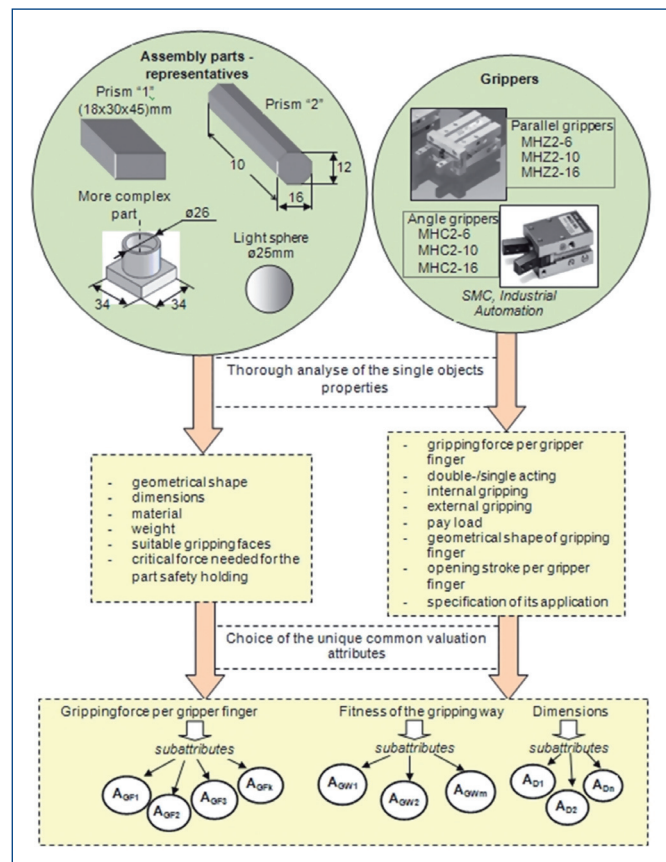 Assembly parts -
representatives
Prism “1”
(18x30x45)mm
Prism “2”
10
12
16
More complex
part
ø26
34
34
Light sphere
ø25mm
Grippers
Parallel grippers
MHZ2-6
MHZ2-10
MHZ2-16
Angle grippers
MHC2-6
MHC2-10
MHC2-16
SMC, Industrial
Automation
Thorough analyse of the single objects
properties
- geometrical shape
- dimensions
- material
- weight
- suitable gripping faces
- critical force needed for the
part safety holding
- gripping force per gripper
finger
- double-/single acting
- internal gripping
- external gripping
- pay load
- geometrical shape of gripping
finger
- opening stroke per gripper
finger
- specification of its application
Choice of the unique common valuation
attributes
Grippingforce per gripper finger
subattributes
AGF1
AGF2
AGF3
AGFk
Fitness of the gripping way
subattributes
AGW1
AGW2
AGWm
Dimensions
subattributes
AD1
AD2
ADn